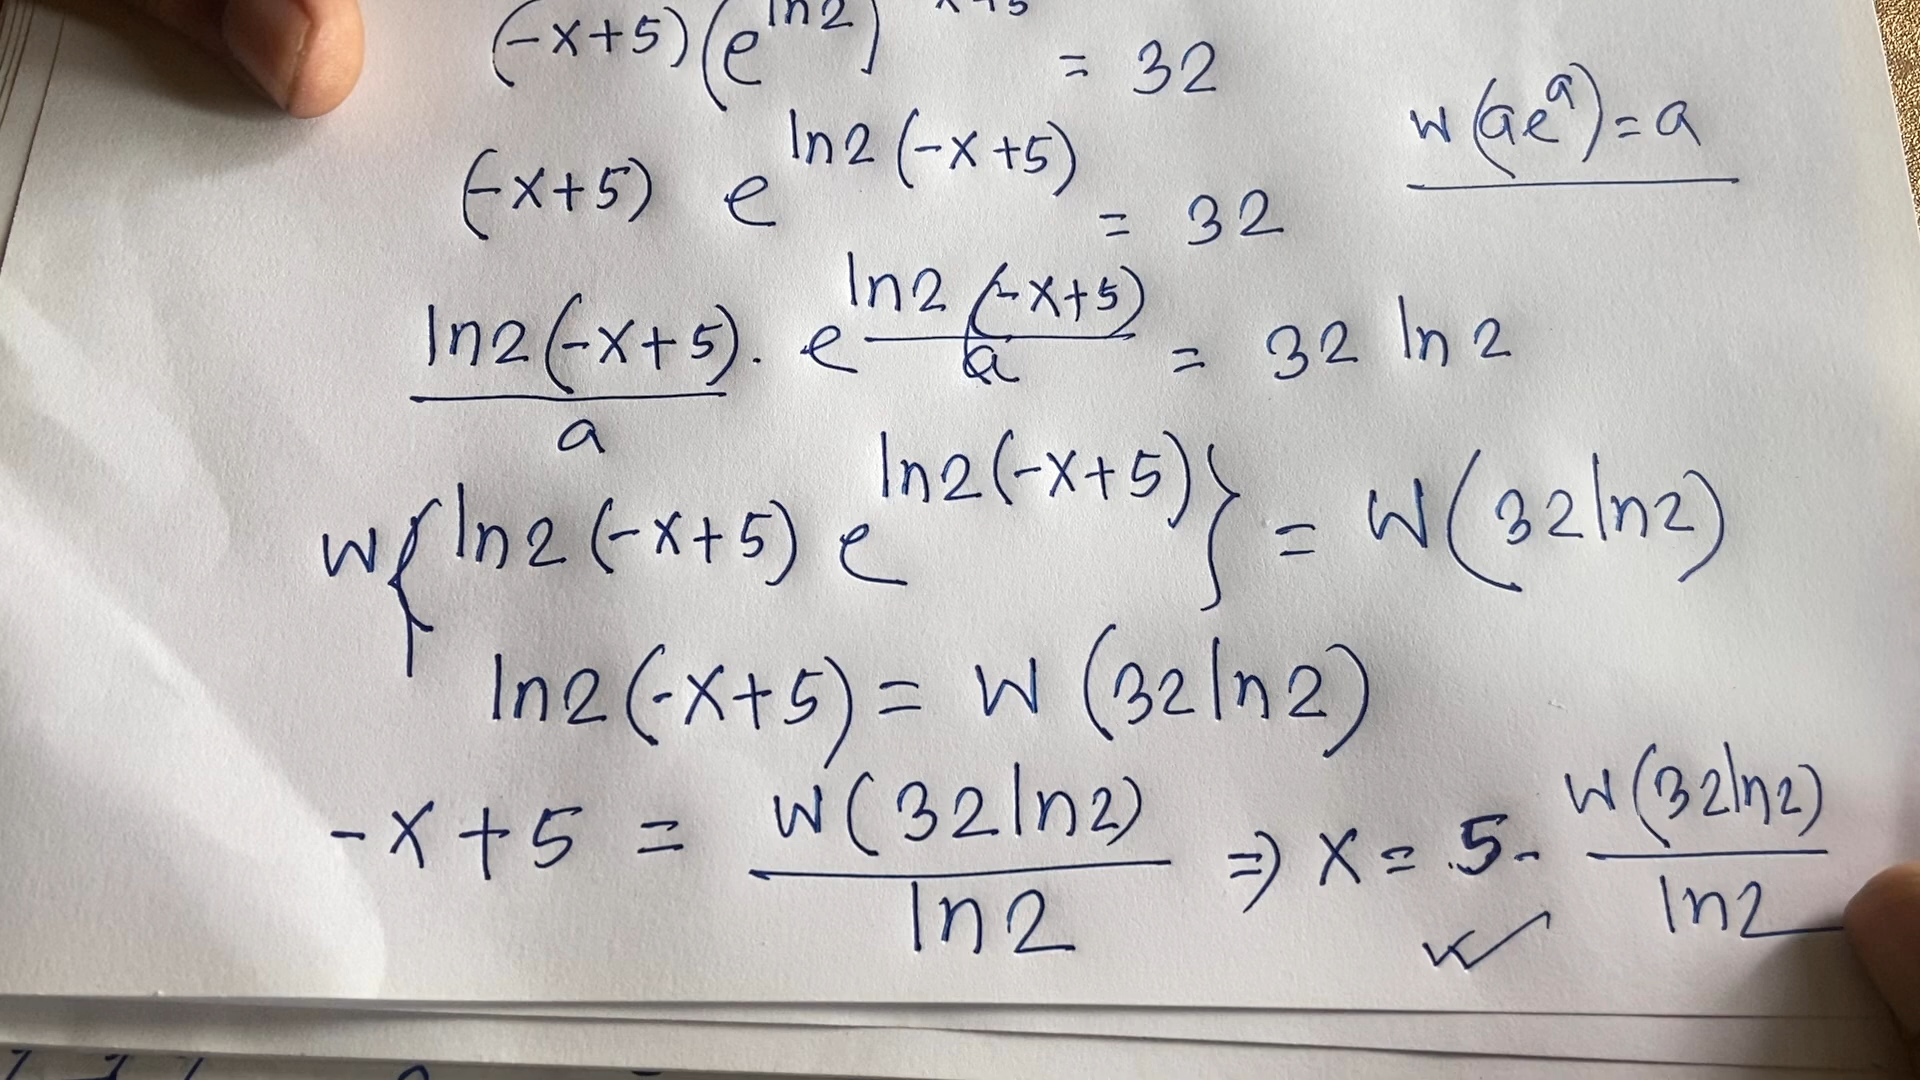 (-x+5)(e^{ln2})^{-x+5} = 32
(-x+5) e^{ln2(-x+5)} = 32
W(ae^a)=a
ln2(-x+5). e^{ln2(-x+5)} = 32 ln2
a a
W{ln2(-x+5) e^{ln2(-x+5)}} = W(32ln2)
ln2(-x+5) = W(32ln2)
-x+5 = W(32ln2)/ln2 ⇒ x = 5 - W(32ln2)/ln2 ✓